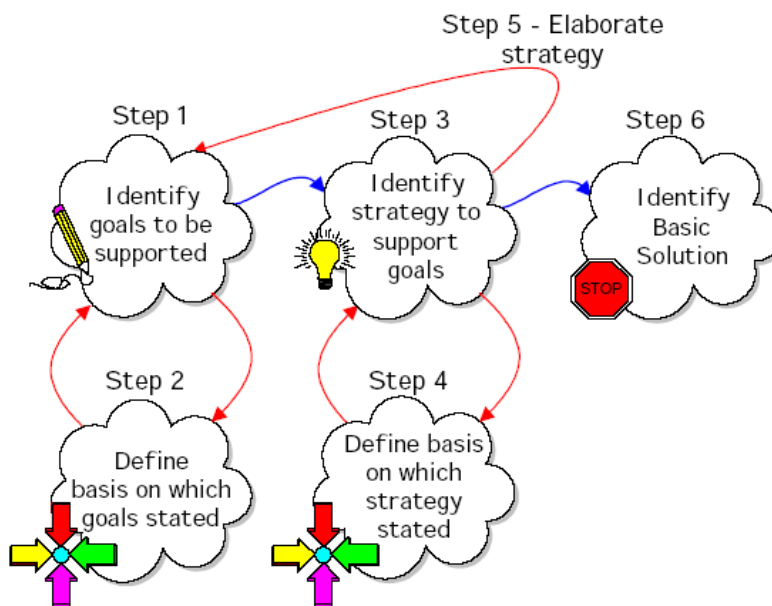 Step 5 - Elaborate
strategy
Step 1
Step 3
Step 6
Identify
goals to be
supported
Identify
strategy to
support
goals
Identify
Basic
Solution
STOP
Step 2
Step 4
Define
basis on which
goals stated
Define basis
on which
strategy
stated